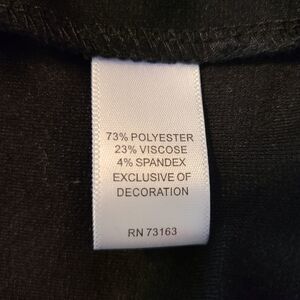 73% POLYESTER
23% VISCOSE
4% SPANDEX
EXCLUSIVE OF
DECORATION
RN 73163